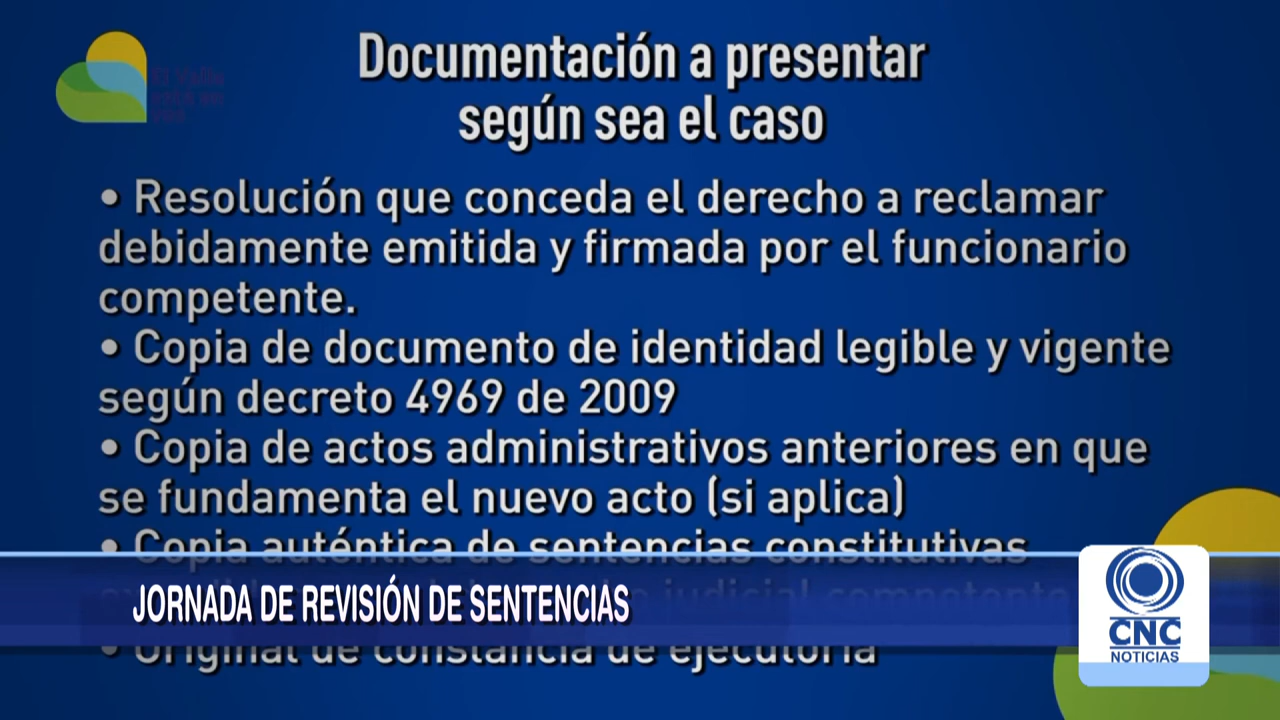 Documentación a presentar
según sea el caso
• Resolución que conceda el derecho a reclamar
debidamente emitida y firmada por el funcionario
competente.
• Copia de documento de identidad legible y vigente
según decreto 4969 de 2009
• Copia de actos administrativos anteriores en que
se fundamenta el nuevo acto (si aplica)
• Copia auténtica de sentencias constitutivas
judicial competente
• Original de constancia de ejecutoria
JORNADA DE REVISIÓN DE SENTENCIAS
CNC
NOTICIAS